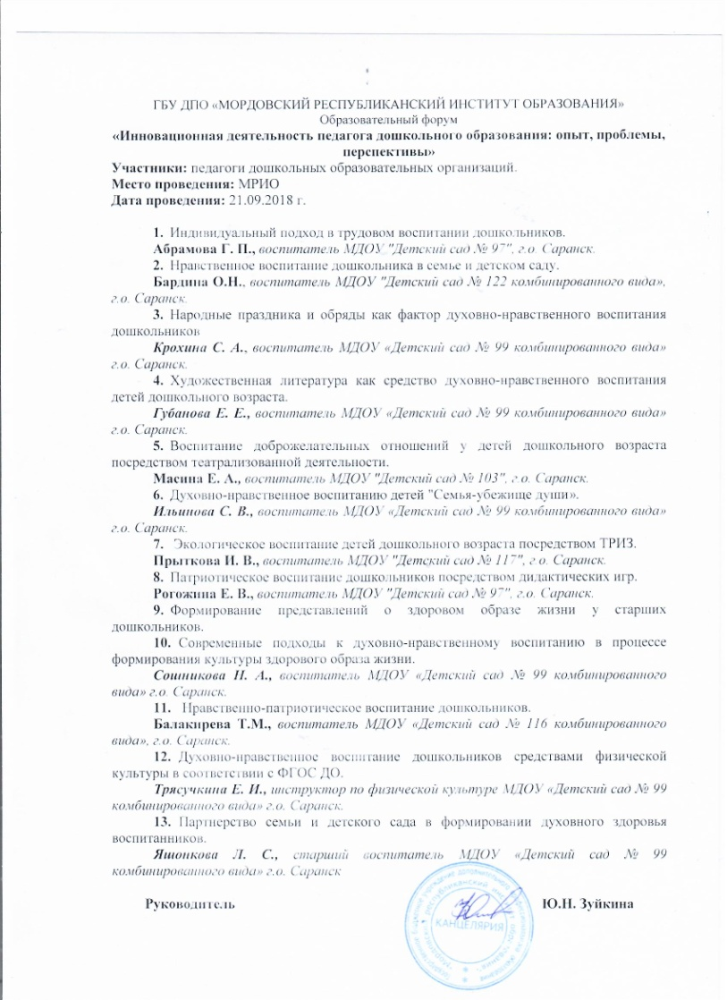 ГБУ ДПО «МОРДОВСКИЙ РЕСПУБЛИКАНСКИЙ ИНСТИТУТ ОБРАЗОВАНИЯ»
Образовательный форум
«Инновационная деятельность педагога дошкольного образования: опыт, проблемы,
перспективы»
Участники: педагоги дошкольных образовательных организаций.
Место проведения: МРИО
Дата проведения: 21.09.2018 г.
1. Индивидуальный подход в трудовом воспитании дошкольников.
Абрамова Г. П., воспитатель МДОУ "Детский сад № 97", г.о. Саранск.
2. Нравственное воспитание дошкольника в семье и детском саду.
Бардина О.Н., воспитатель МДОУ "Детский сад № 122 комбинированного вида»,
г.о. Саранск.
3. Народные праздника и обряды как фактор духовно-нравственного воспитания
дошкольников
Крохина С. А., воспитатель МДОУ «Детский сад № 99 комбинированного вида»
г.о. Саранск.
4. Художественная литература как средство духовно-нравственного воспитания
детей дошкольного возраста.
Губанова Е. Е., воспитатель МДОУ «Детский сад № 99 комбинированного вида»
г.о. Саранск.
5. Воспитание доброжелательных отношений у детей дошкольного возраста
посредством театрализованной деятельности.
Масина Е. А., воспитатель МДОУ "Детский сад № 103", г.о. Саранск.
6. Духовно-нравственное воспитанию детей "Семья-убежище души».
Ильинова С. В., воспитатель МДОУ «Детский сад № 99 комбинированного вида»
г.о. Саранск.
7. Экологическое воспитание детей дошкольного возраста посредством ТРИЗ.
Прыткова И. В., воспитатель МДОУ "Детский сад № 117", г.о. Саранск.
8. Патриотическое воспитание дошкольников посредством дидактических игр.
Рогожина Е. В., воспитатель МДОУ "Детский сад № 97", г.о. Саранск.
9. Формирование представлений о здоровом образе жизни у старших
дошкольников.
10. Современные подходы к духовно-нравственному воспитанию в процессе
формирования культуры здорового образа жизни.
Сошникова Н. А., воспитатель МДОУ «Детский сад № 99 комбинированного
вида» г.о. Саранск.
11. Нравственно-патриотическое воспитание дошкольников.
Балакирева Т.М., воспитатель МДОУ «Детский сад № 116 комбинированного
вида», г.о. Саранск.
12. Духовно-нравственное воспитание дошкольников средствами физической
культуры в соответствии с ФГОС ДО.
Трясучкина Е. И., инструктор по физической культуре МДОУ «Детский сад № 99
комбинированного вида» г.о. Саранск.
13. Партнерство семьи и детского сада в формировании духовного здоровья
воспитанников.
Яшонкова Л. С., старший воспитатель МДОУ «Детский сад № 99
комбинированного вида» г.о. Саранск
Руководитель Ю.Н. Зуйкина
КАНЦЕЛЯРИЯ